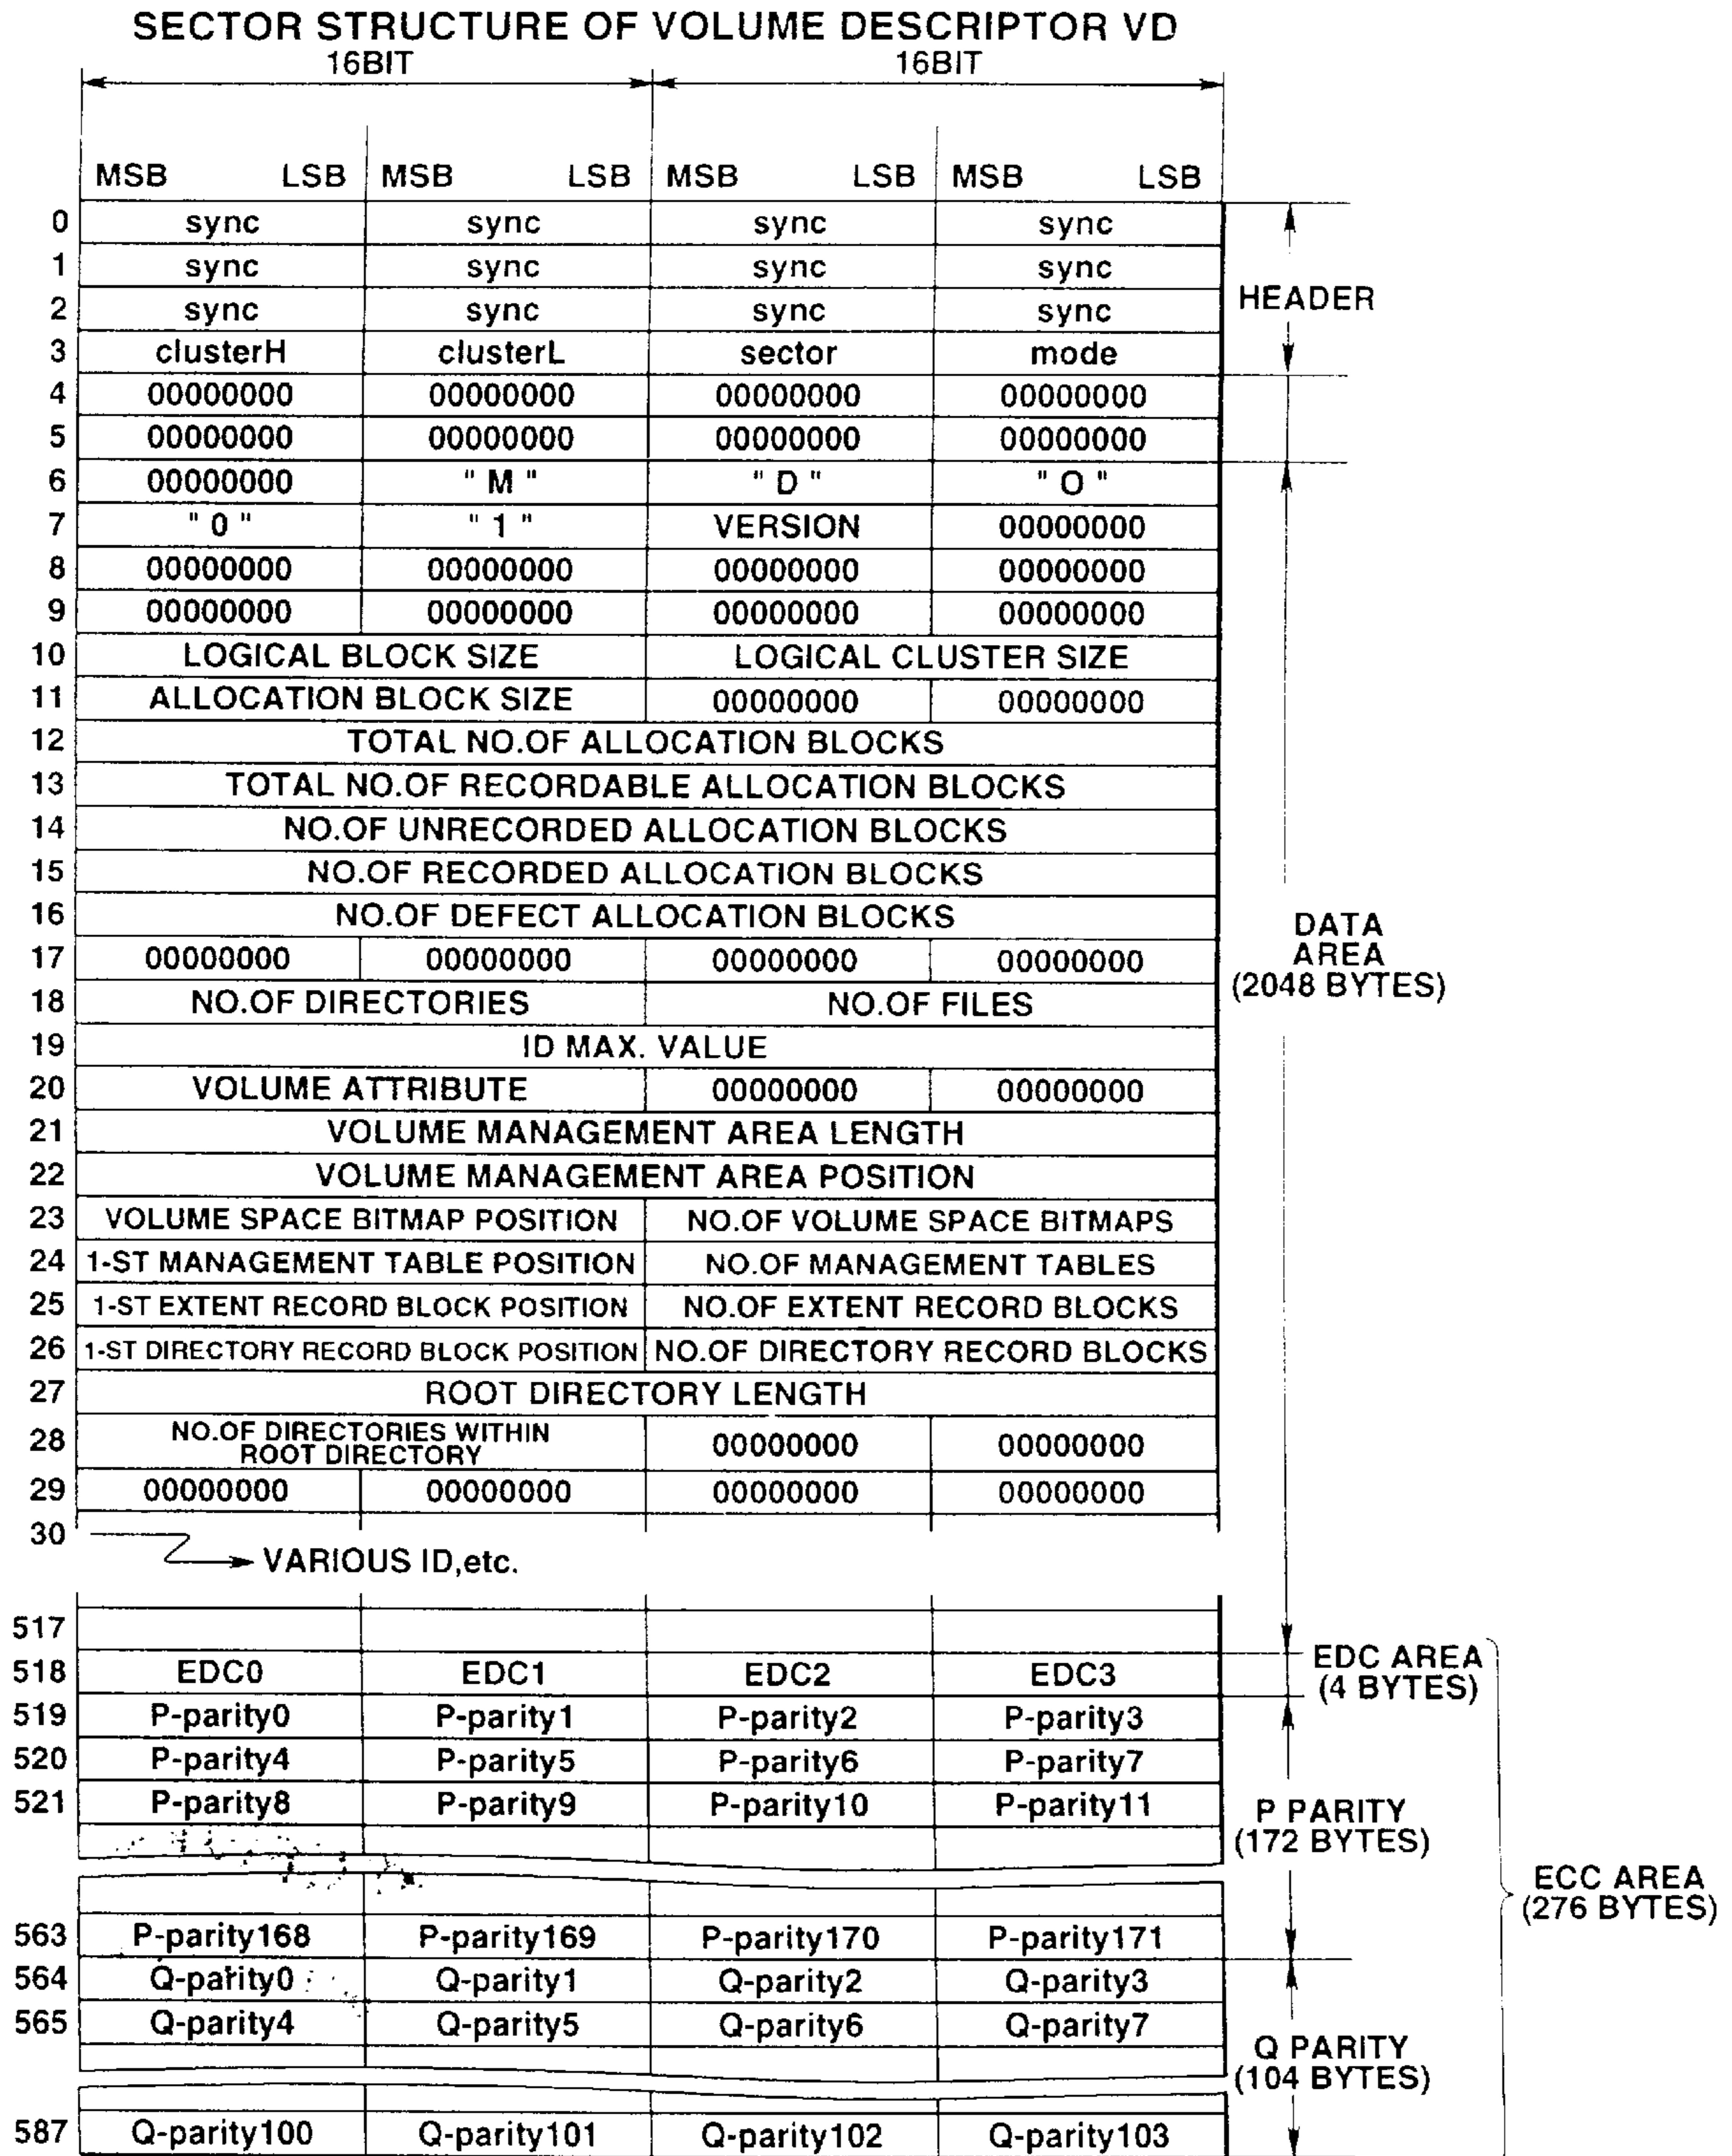 SECTOR STRUCTURE OF VOLUME DESCRIPTOR VD
16BIT 16BIT
MSB LSB MSB LSB MSB LSB MSB LSB
0 sync sync sync sync
1 sync sync sync sync
2 sync sync sync sync
HEADER
3 clusterH clusterL sector mode
4 00000000 00000000 00000000 00000000
5 00000000 00000000 00000000 00000000
6 00000000 " M " " D " " O "
7 " 0 " " 1 " VERSION 00000000
8 00000000 00000000 00000000 00000000
9 00000000 00000000 00000000 00000000
10 LOGICAL BLOCK SIZE LOGICAL CLUSTER SIZE
11 ALLOCATION BLOCK SIZE 00000000 00000000
12 TOTAL NO.OF ALLOCATION BLOCKS
13 TOTAL NO.OF RECORDABLE ALLOCATION BLOCKS
14 NO.OF UNRECORDED ALLOCATION BLOCKS
15 NO.OF RECORDED ALLOCATION BLOCKS
16 NO.OF DEFECT ALLOCATION BLOCKS
17 00000000 00000000 00000000 00000000
DATA
AREA
(2048 BYTES)
18 NO.OF DIRECTORIES NO.OF FILES
19 ID MAX. VALUE
20 VOLUME ATTRIBUTE 00000000 00000000
21 VOLUME MANAGEMENT AREA LENGTH
22 VOLUME MANAGEMENT AREA POSITION
23 VOLUME SPACE BITMAP POSITION NO.OF VOLUME SPACE BITMAPS
24 1-ST MANAGEMENT TABLE POSITION NO.OF MANAGEMENT TABLES
25 1-ST EXTENT RECORD BLOCK POSITION NO.OF EXTENT RECORD BLOCKS
26 1-ST DIRECTORY RECORD BLOCK POSITION NO.OF DIRECTORY RECORD BLOCKS
27 ROOT DIRECTORY LENGTH
28 NO.OF DIRECTORIES WITHIN
ROOT DIRECTORY 00000000 00000000
29 00000000 00000000 00000000 00000000
30
VARIOUS ID,etc.
517
518 EDC0 EDC1 EDC2 EDC3
EDC AREA
(4 BYTES)
519 P-parity0 P-parity1 P-parity2 P-parity3
520 P-parity4 P-parity5 P-parity6 P-parity7
521 P-parity8 P-parity9 P-parity10 P-parity11
P PARITY
(172 BYTES)
ECC AREA
(276 BYTES)
563 P-parity168 P-parity169 P-parity170 P-parity171
564 Q-parity0 Q-parity1 Q-parity2 Q-parity3
565 Q-parity4 Q-parity5 Q-parity6 Q-parity7
Q PARITY
(104 BYTES)
587 Q-parity100 Q-parity101 Q-parity102 Q-parity103